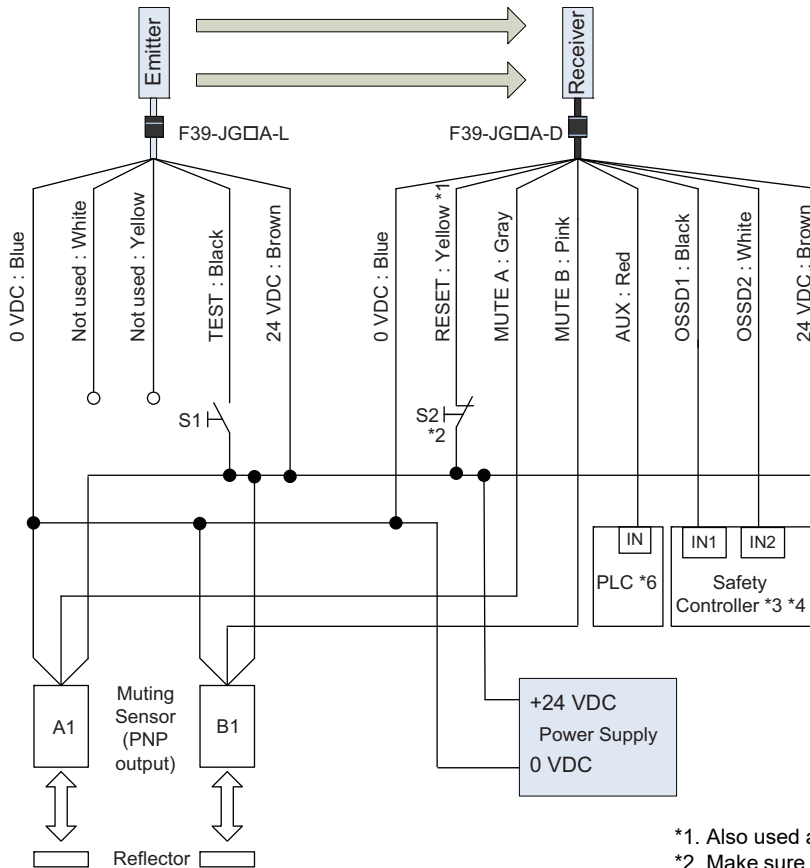 Emitter
Receiver
F39-JG□A-L
F39-JG□A-D
0 VDC : Blue
Not used : White
Not used : Yellow
TEST : Black
24 VDC : Brown
0 VDC : Blue
RESET : Yellow *1
MUTE A : Gray
MUTE B : Pink
AUX : Red
OSSD1 : Black
OSSD2 : White
24 VDC : Brown
S1
S2
*2
IN
IN1
IN2
PLC *6
Safety
Controller *3 *4
A1
Muting
Sensor
(PNP
output)
B1
+24 VDC
Power Supply
0 VDC
Reflector
*1. Also used a
*2. Make sure